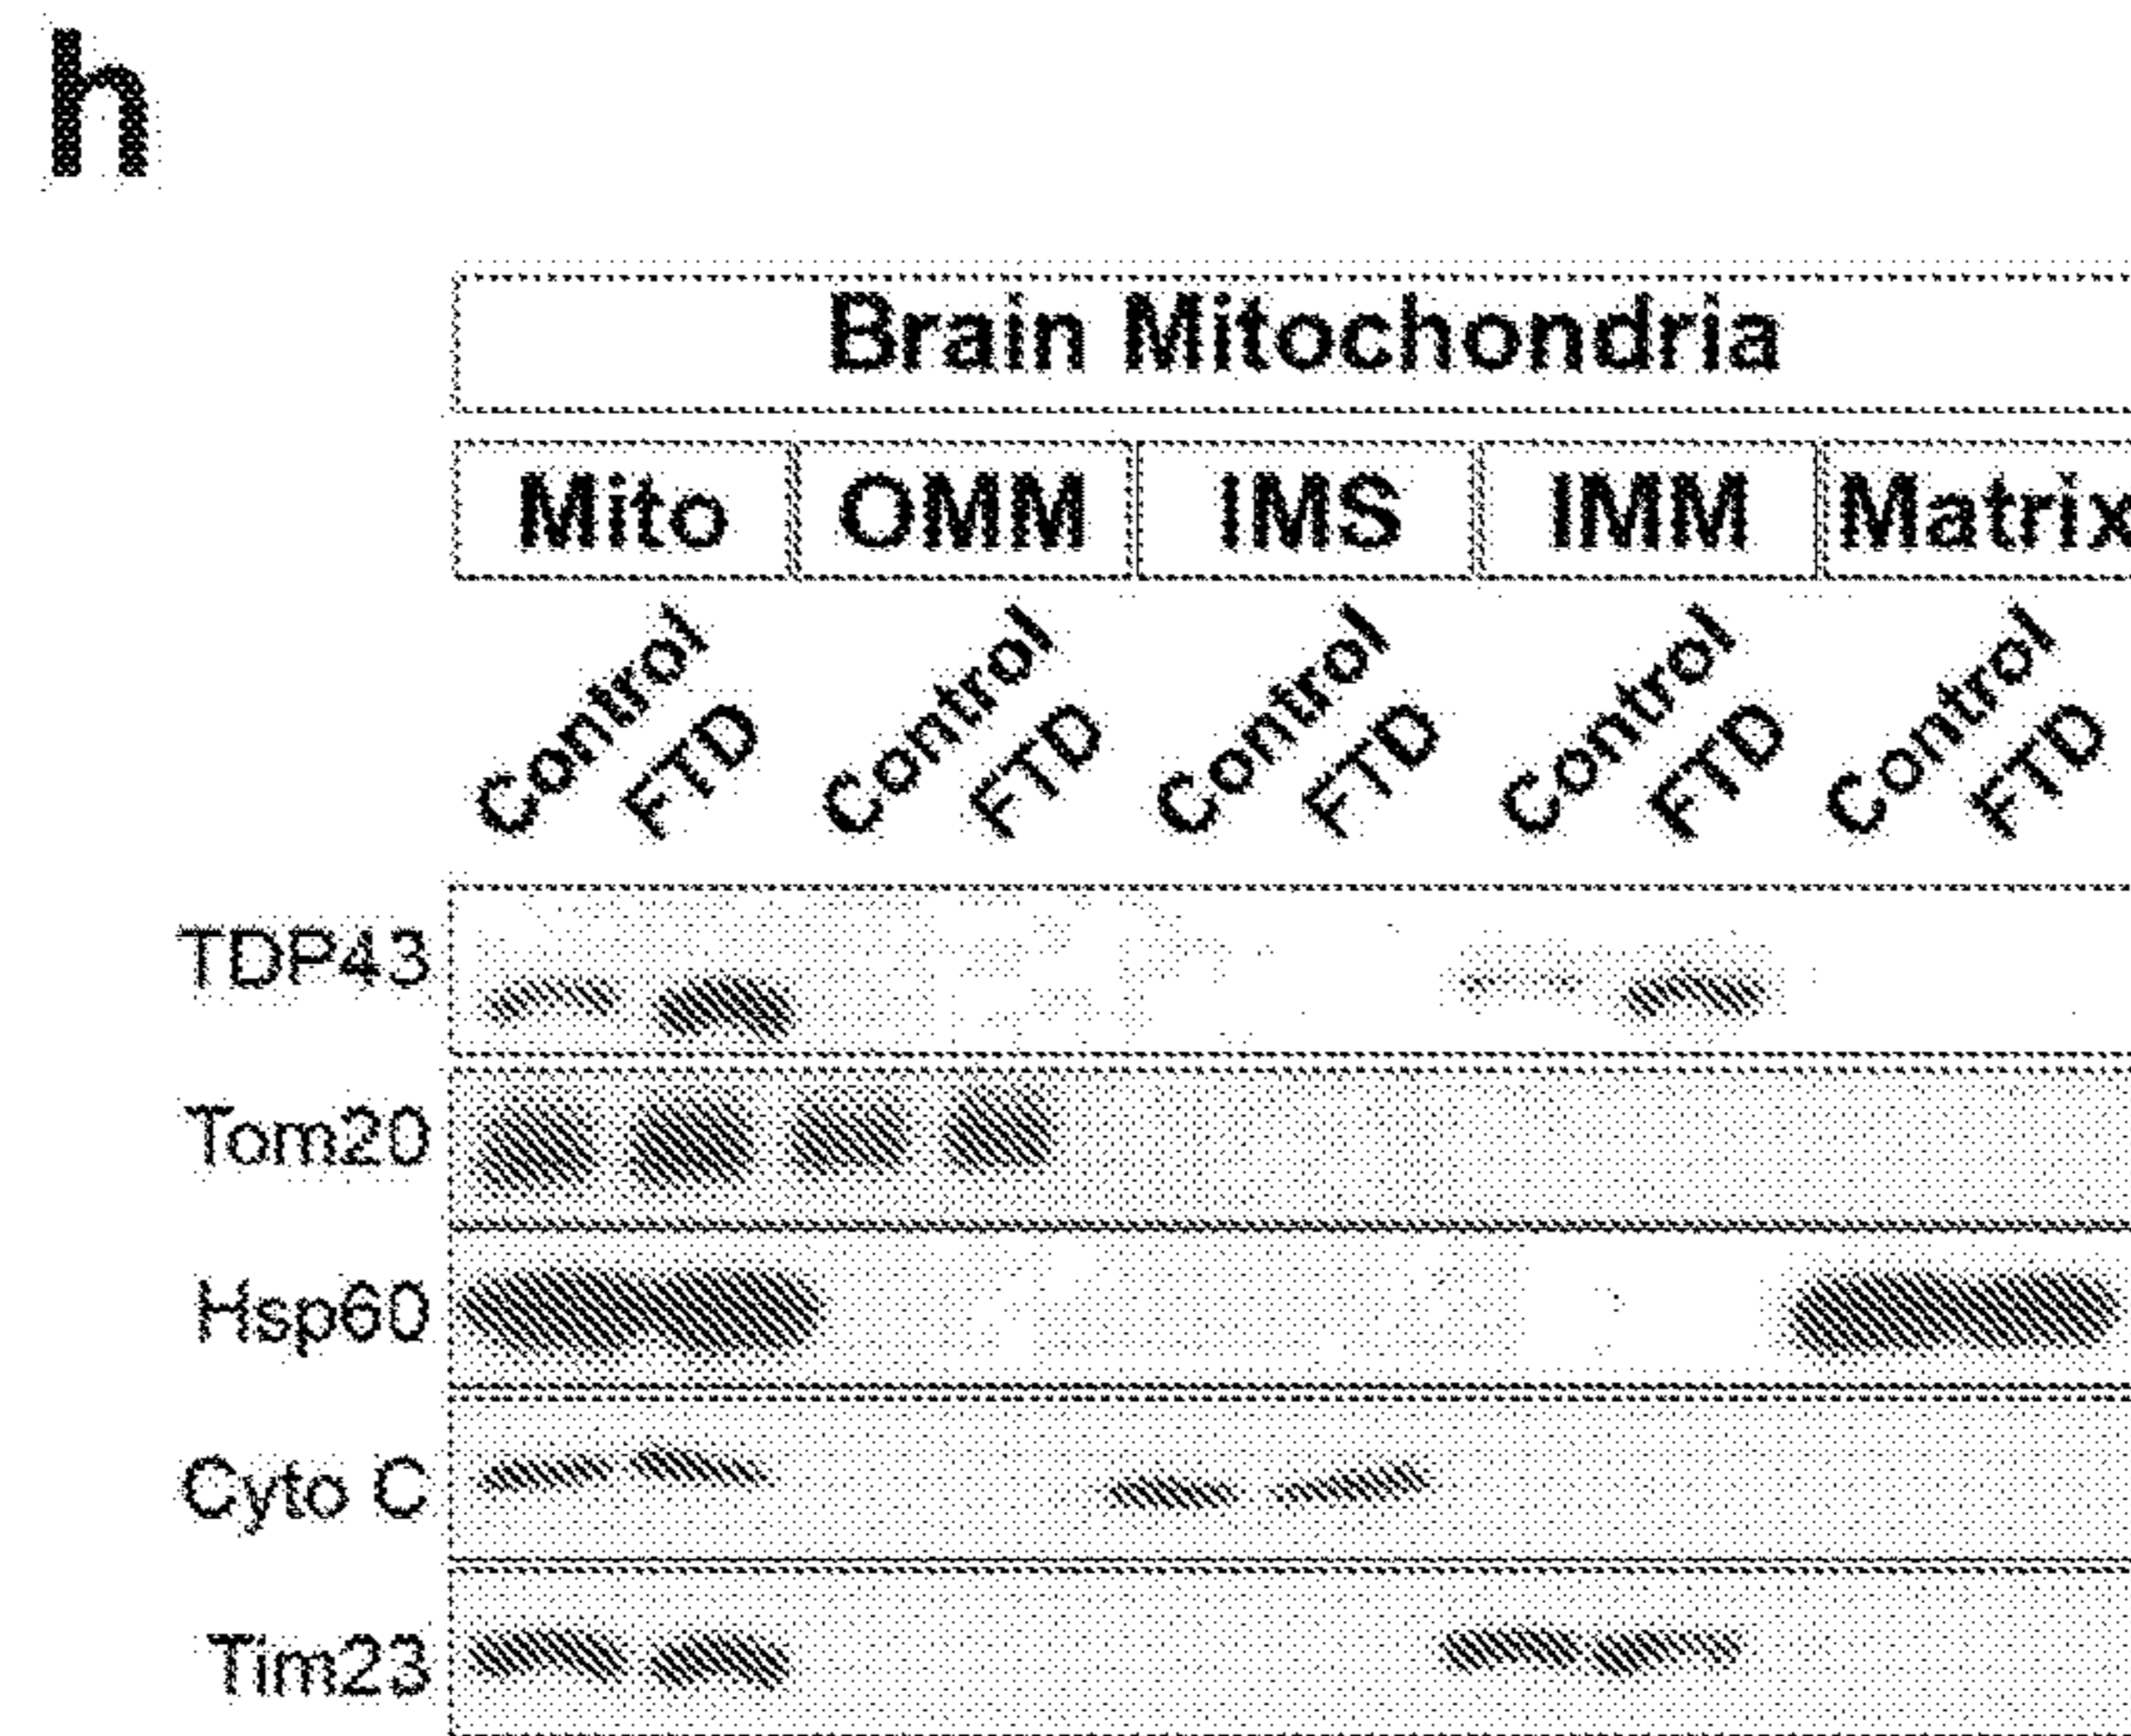 h
Brain Mitochondria
Mito OMM IMS IMM Matrix
Control FTD Control FTD Control FTD Control FTD Control FTD
TDP43
Tom20
Hsp60
Cyto C
Tim23